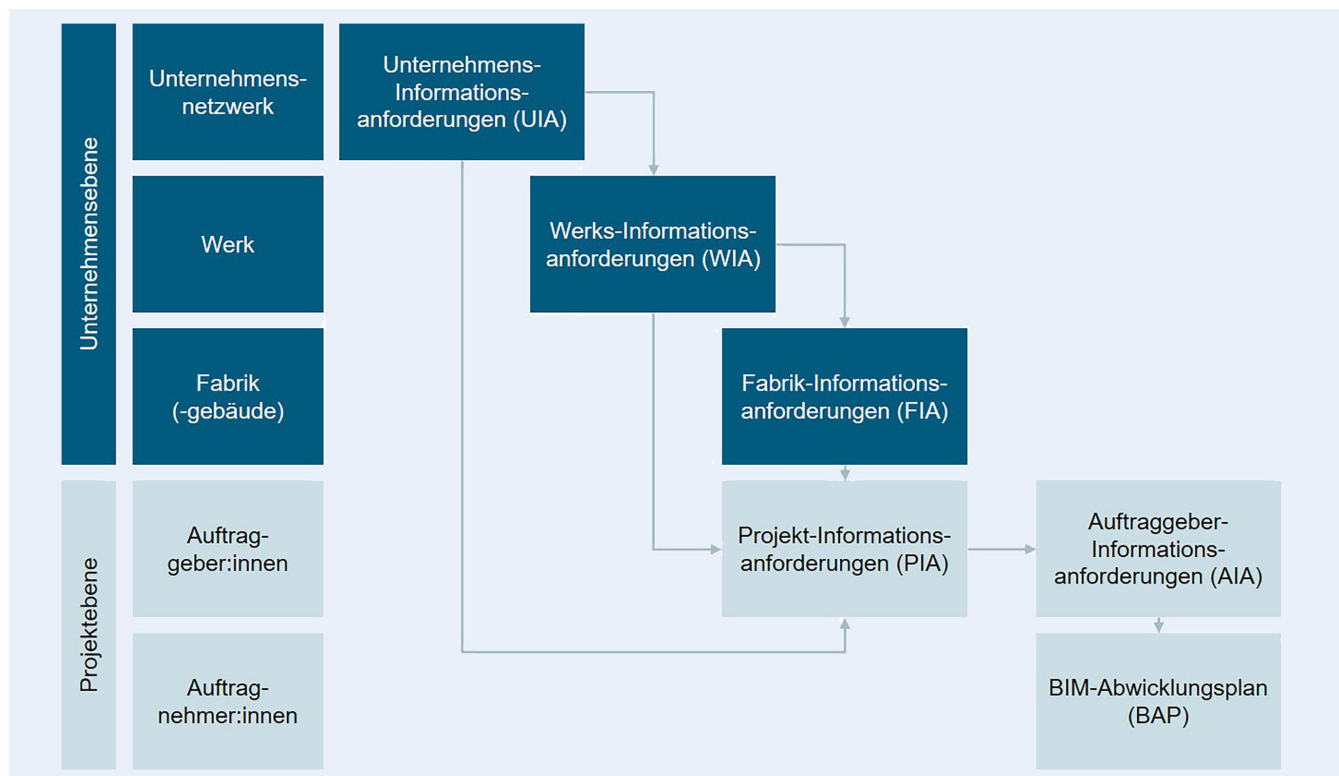 Unternehmensebene
Unternehmens-
netzwerk
Unternehmens-
Informations-
anforderungen (UIA)
Werk
Werks-Informations-
anforderungen (WIA)
Fabrik
(-gebäude)
Fabrik-Informations-
anforderungen (FIA)
Projektebene
Auftrag-
geber:innen
Projekt-Informations-
anforderungen (PIA)
Auftraggeber-
Informations-
anforderungen (AIA)
Auftrag-
nehmer:innen
BIM-Abwicklungsplan
(BAP)